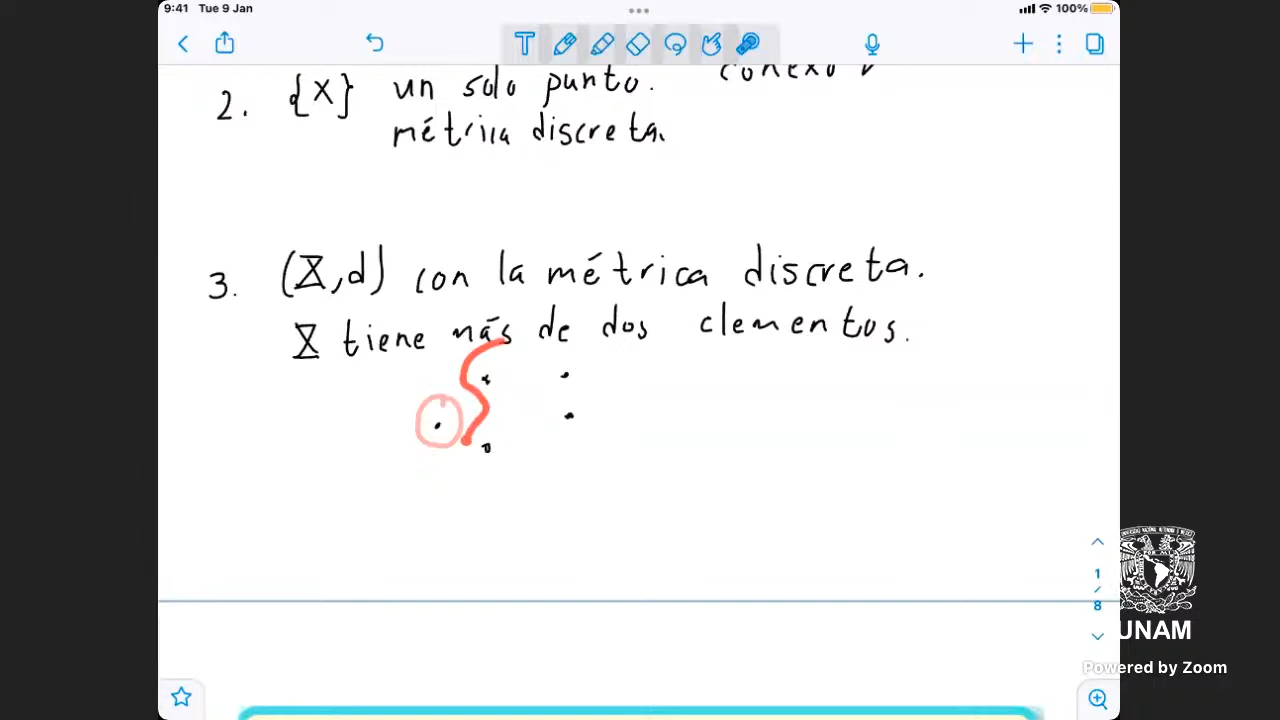 9:41 Tue 9 Jan
100%
conexo
2. {X} un solo punto.
métrica discreta.
3. (X,d) con la métrica discreta.
X tiene más de dos elementos.
1
/
8
UNAM
Powered by Zoom